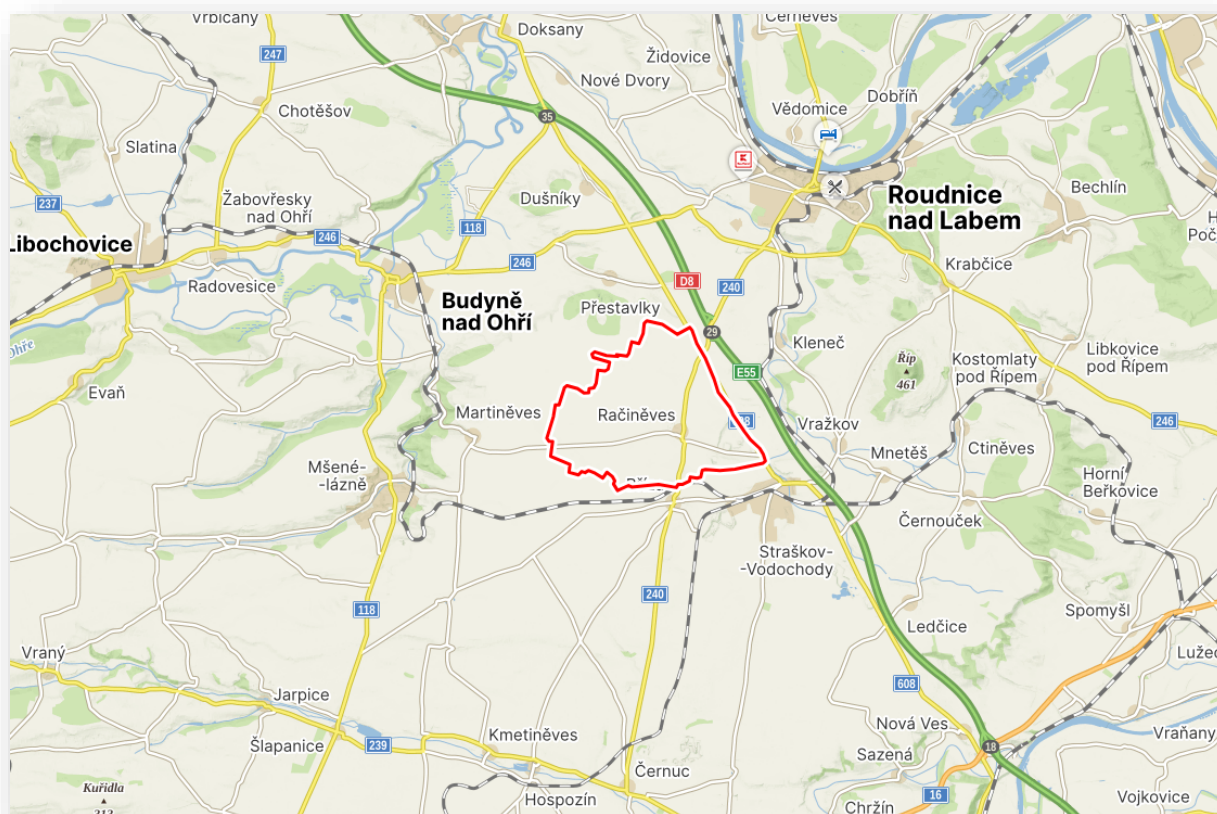 Vrbičany
Doksany
Černěves
247
Židovice
Nové Dvory
Chotěšov
35
Vědomice
Dobříň
Slatina
Bechlín
237
Žabovřesky
nad Ohří
Dušníky
Roudnice
nad Labem
118
Libochovice
246
246
Krabčice
Radovesice
D8
240
Budyně
nad Ohří
Přestavlky
29
Kleneč
Říp
461
Kostomlaty
pod Řípem
Libkovice
pod Řípem
E55
Evaň
Martiněves
Račiněves
Vražkov
246
Mnetěš
Ctiněves
Mšené-
-lázně
Horní
Beřkovice
Černouček
Straškov-
-Vodochody
240
118
Spomyšl
Ledčice
Vraný
608
Jarpice
Nová Ves
Vraňany
Šlapanice
239
Kmetiněves
18
Sazená
Černuc
Kuřidla
16
Hospozín
Vojkovice
Chržín